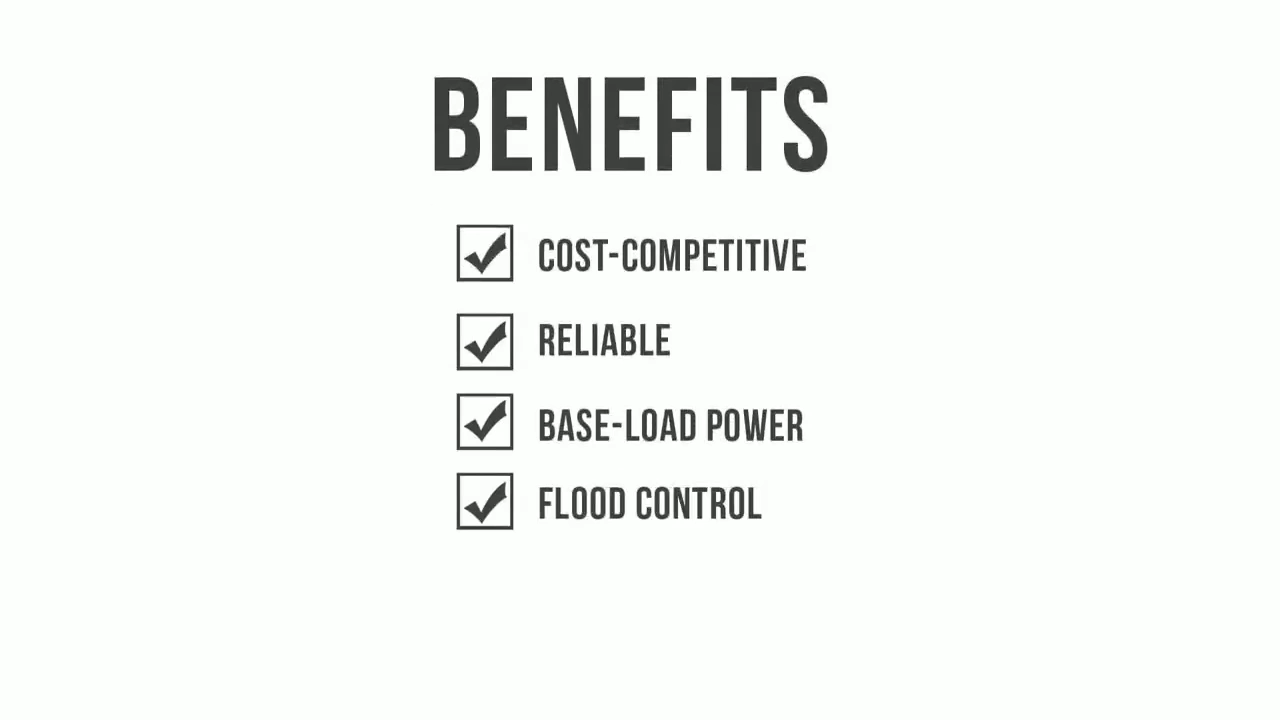 BENEFITS
COST-COMPETITIVE
RELIABLE
BASE-LOAD POWER
FLOOD CONTROL